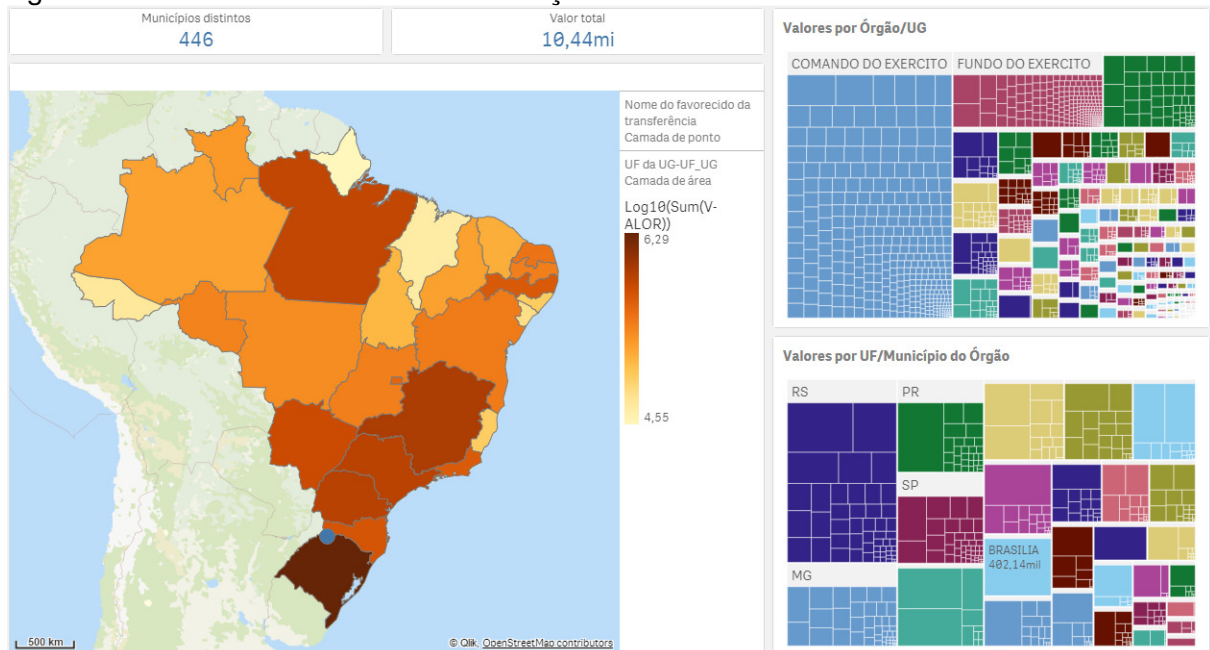 Municípios distintos
446
Valor total
10,44mi
Nome do favorecido da
transferência
Camada de ponto
UF da UG-UF_UG
Camada de área
Log10(Sum(V-
ALOR))
6,29
4,55
500 km
© Qlik, OpenStreetMap contributors
Valores por Órgão/UG
COMANDO DO EXERCITO
FUNDO DO EXERCITO
Valores por UF/Município do Órgão
RS
PR
SP
MG
BRASILIA
402,14mil